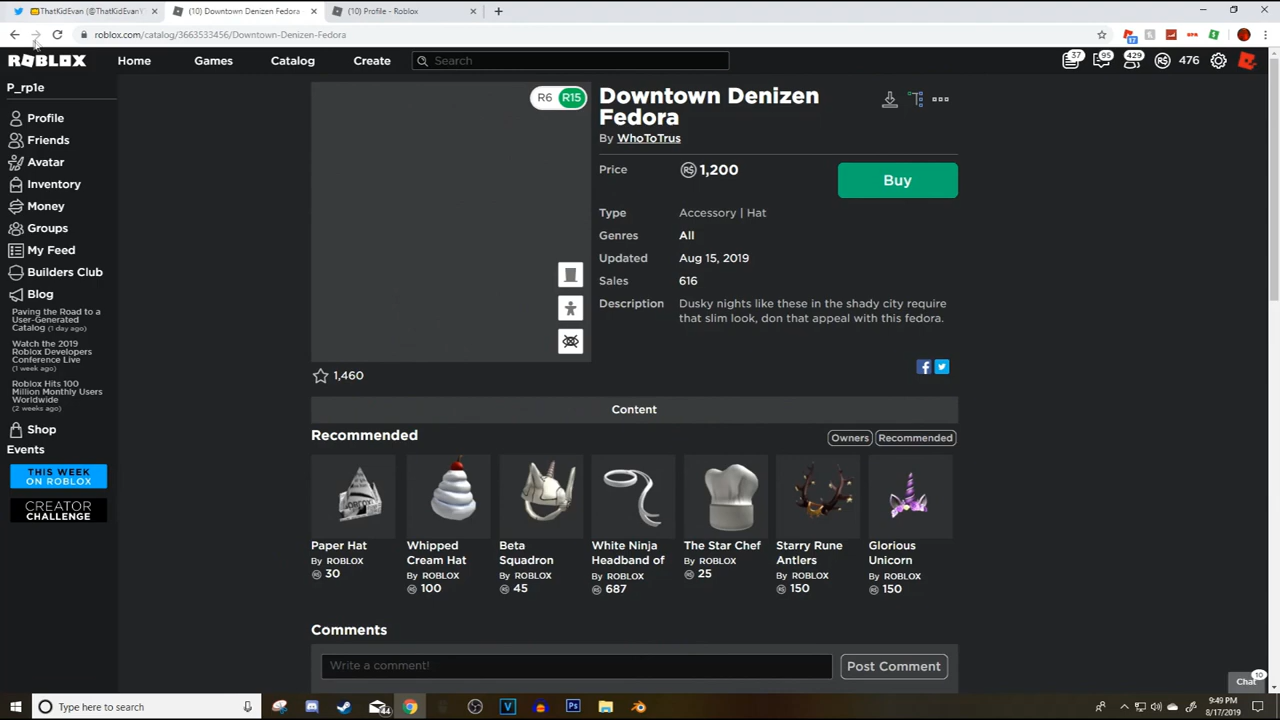 ThatKidEvan (@ThatKidEvan
(10) Downtown Denizen Fedora
(10) Profile - Roblox
roblox.com/catalog/3663533456/Downtown-Denizen-Fedora
ROBLOX
Home
Games
Catalog
Create
Search
37
95
429
476
P_rp1e
Profile
Friends
Avatar
Inventory
Money
Groups
My Feed
Builders Club
Blog
Paving the Road to a
User-Generated
Catalog (1 day ago)
Watch the 2019
Roblox Developers
Conference Live
(1 week ago)
Roblox Hits 100
Million Monthly Users
Worldwide
(2 weeks ago)
Shop
Events
THIS WEEK
ON ROBLOX
CREATOR
CHALLENGE
R6 R15
Downtown Denizen
Fedora
By WhoToTrus
Price 1,200
Buy
Type Accessory | Hat
Genres All
Updated Aug 15, 2019
Sales 616
Description Dusky nights like these in the shady city require
that slim look, don that appeal with this fedora.
1,460
Content
Recommended
Owners Recommended
Paper Hat
By ROBLOX
30
Whipped
Cream Hat
By ROBLOX
100
Beta
Squadron
By ROBLOX
45
White Ninja
Headband of
By ROBLOX
687
The Star Chef
By ROBLOX
25
Starry Rune
Antlers
By ROBLOX
150
Glorious
Unicorn
By ROBLOX
150
Comments
Write a comment!
Post Comment
Chat 10
Type here to search
44
9:49 PM
8/17/2019